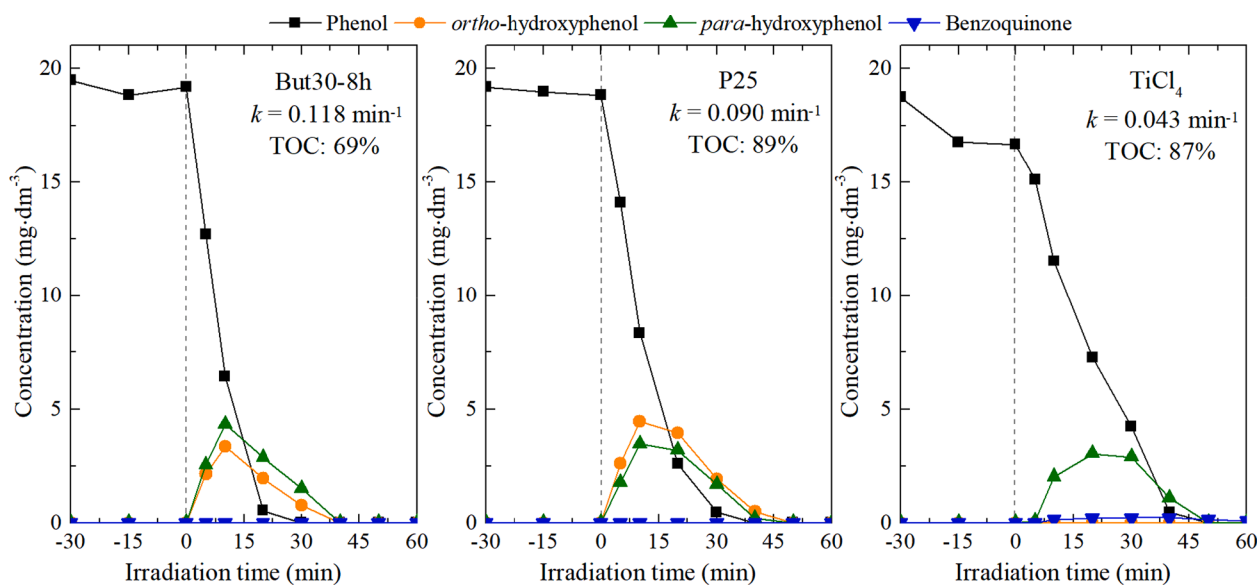 Phenol ortho-hydroxyphenol para-hydroxyphenol Benzoquinone
But30-8h
k = 0.118 min⁻¹
TOC: 69%
Concentration (mg·dm⁻³)
20
15
10
5
0
-30 -15 0 15 30 45 60
Irradiation time (min)
P25
k = 0.090 min⁻¹
TOC: 89%
Concentration (mg·dm⁻³)
20
15
10
5
0
-30 -15 0 15 30 45 60
Irradiation time (min)
TiCl₄
k = 0.043 min⁻¹
TOC: 87%
Concentration (mg·dm⁻³)
20
15
10
5
0
-30 -15 0 15 30 45 60
Irradiation time (min)